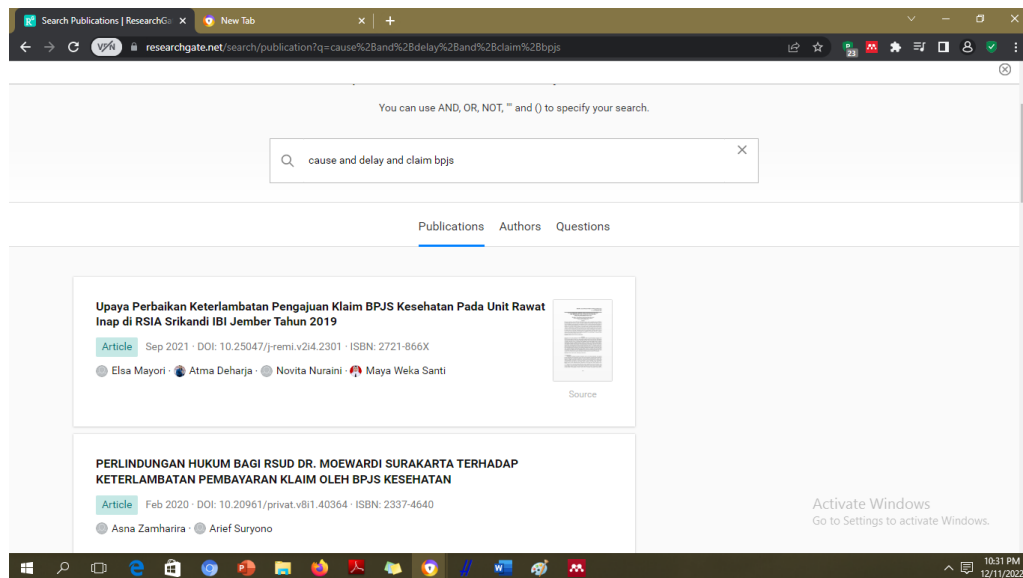 Search Publications | ResearchGa
New Tab
VPN
researchgate.net/search/publication?q=cause%2Band%2Bdelay%2Band%2Bclaim%2Bbpjs
23
You can use AND, OR, NOT, "" and () to specify your search.
cause and delay and claim bpjs
Publications Authors Questions
Upaya Perbaikan Keterlambatan Pengajuan Klaim BPJS Kesehatan Pada Unit Rawat
Inap di RSIA Srikandi IBI Jember Tahun 2019
Article Sep 2021 · DOI: 10.25047/j-remi.v2i4.2301 · ISBN: 2721-866X
Elsa Mayori · Atma Deharja · Novita Nuraini · Maya Weka Santi
Source
PERLINDUNGAN HUKUM BAGI RSUD DR. MOEWARDI SURAKARTA TERHADAP
KETERLAMBATAN PEMBAYARAN KLAIM OLEH BPJS KESEHATAN
Article Feb 2020 · DOI: 10.20961/privat.v8i1.40364 · ISBN: 2337-4640
Asna Zamharira · Arief Suryono
Activate Windows
Go to Settings to activate Windows.
10:31 PM
12/11/2022